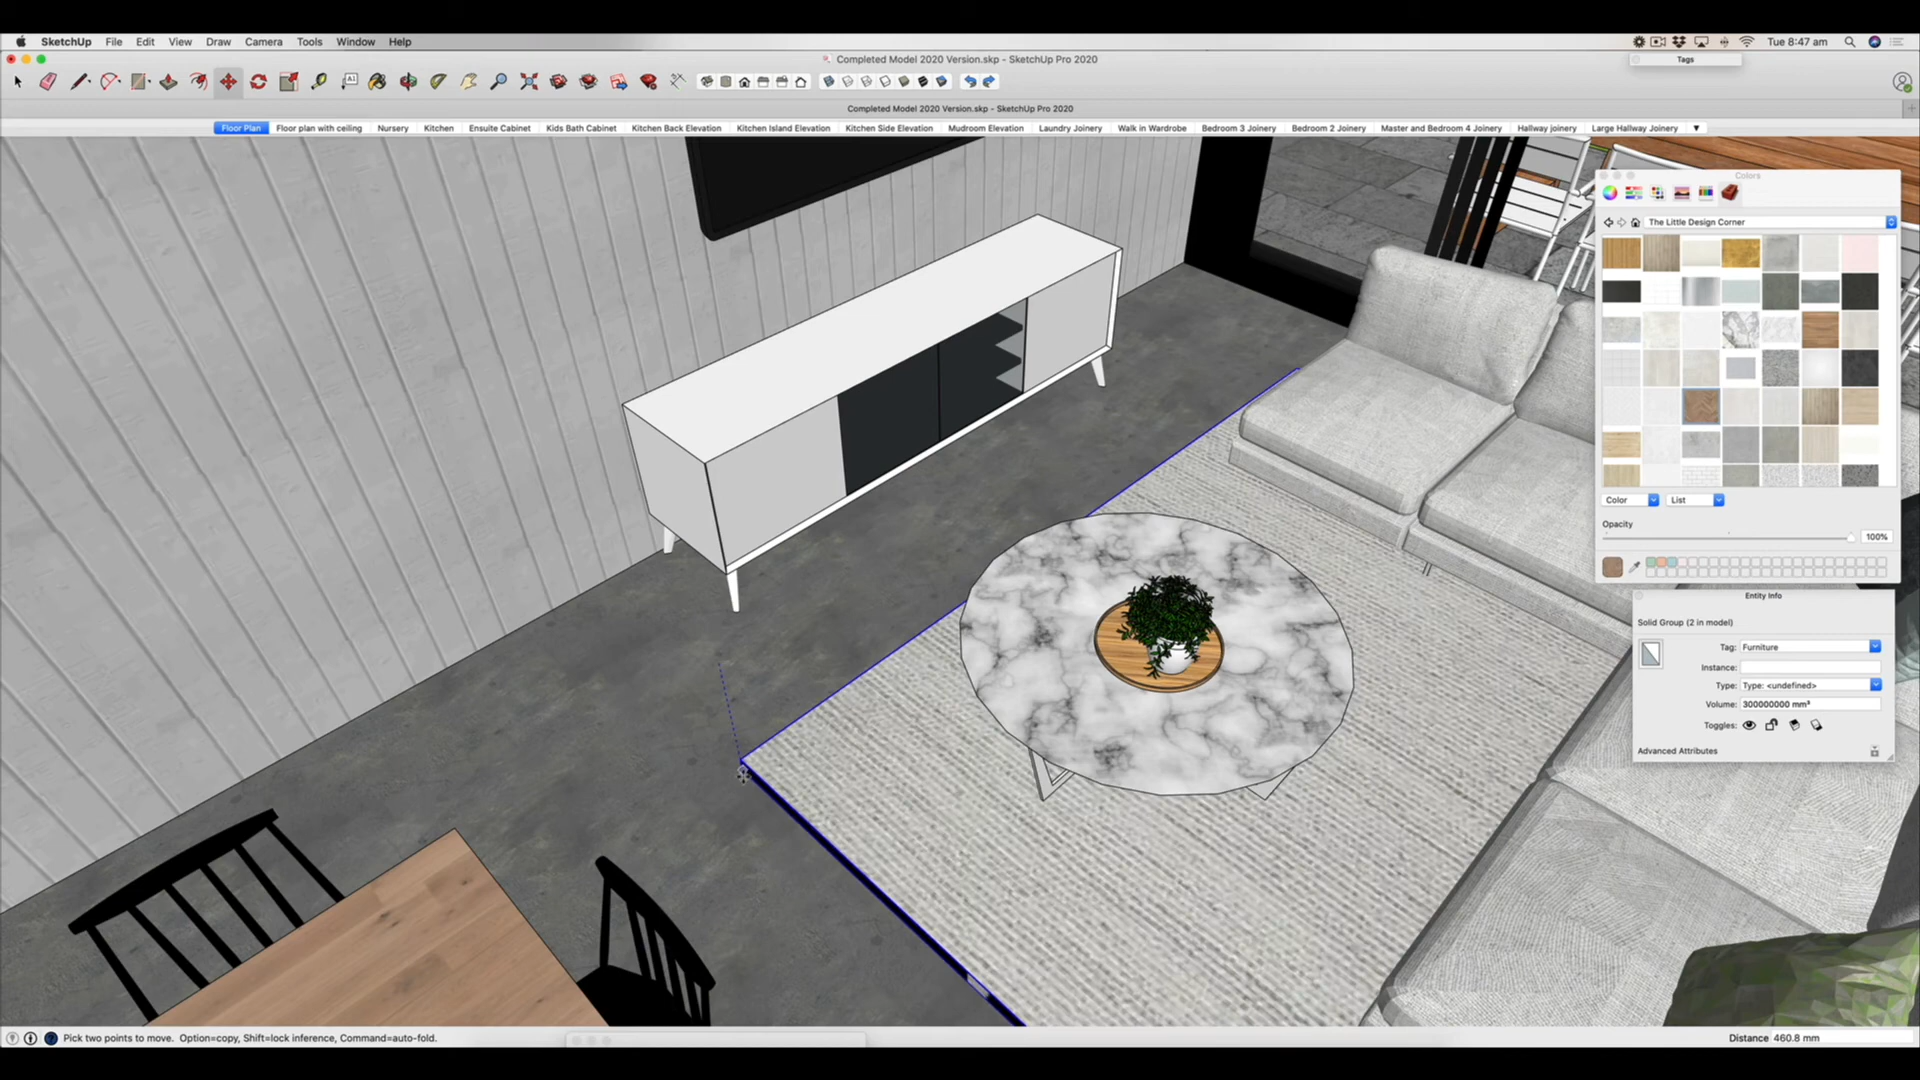 SketchUp File Edit View Draw Camera Tools Window Help
Tue 8:47 am
Completed Model 2020 Version.skp - SketchUp Pro 2020
Tags
A1
Completed Model 2020 Version.skp - SketchUp Pro 2020
Floor Plan Floor plan with ceiling Nursery Kitchen Ensuite Cabinet Kids Bath Cabinet Kitchen Back Elevation Kitchen Island Elevation Kitchen Side Elevation Mudroom Elevation Laundry Joinery Walk in Wardrobe Bedroom 3 Joinery Bedroom 2 Joinery Master and Bedroom 4 Joinery Hallway joinery Large Hallway Joinery
Colors
The Little Design Corner
Color List
Opacity
100%
Entity Info
Solid Group (2 in model)
Tag: Furniture
Instance:
Type: Type: <undefined>
Volume: 300000000 mm³
Toggles:
Advanced Attributes
Pick two points to move. Option=copy, Shift=lock inference, Command=auto-fold.
Distance 460.8 mm